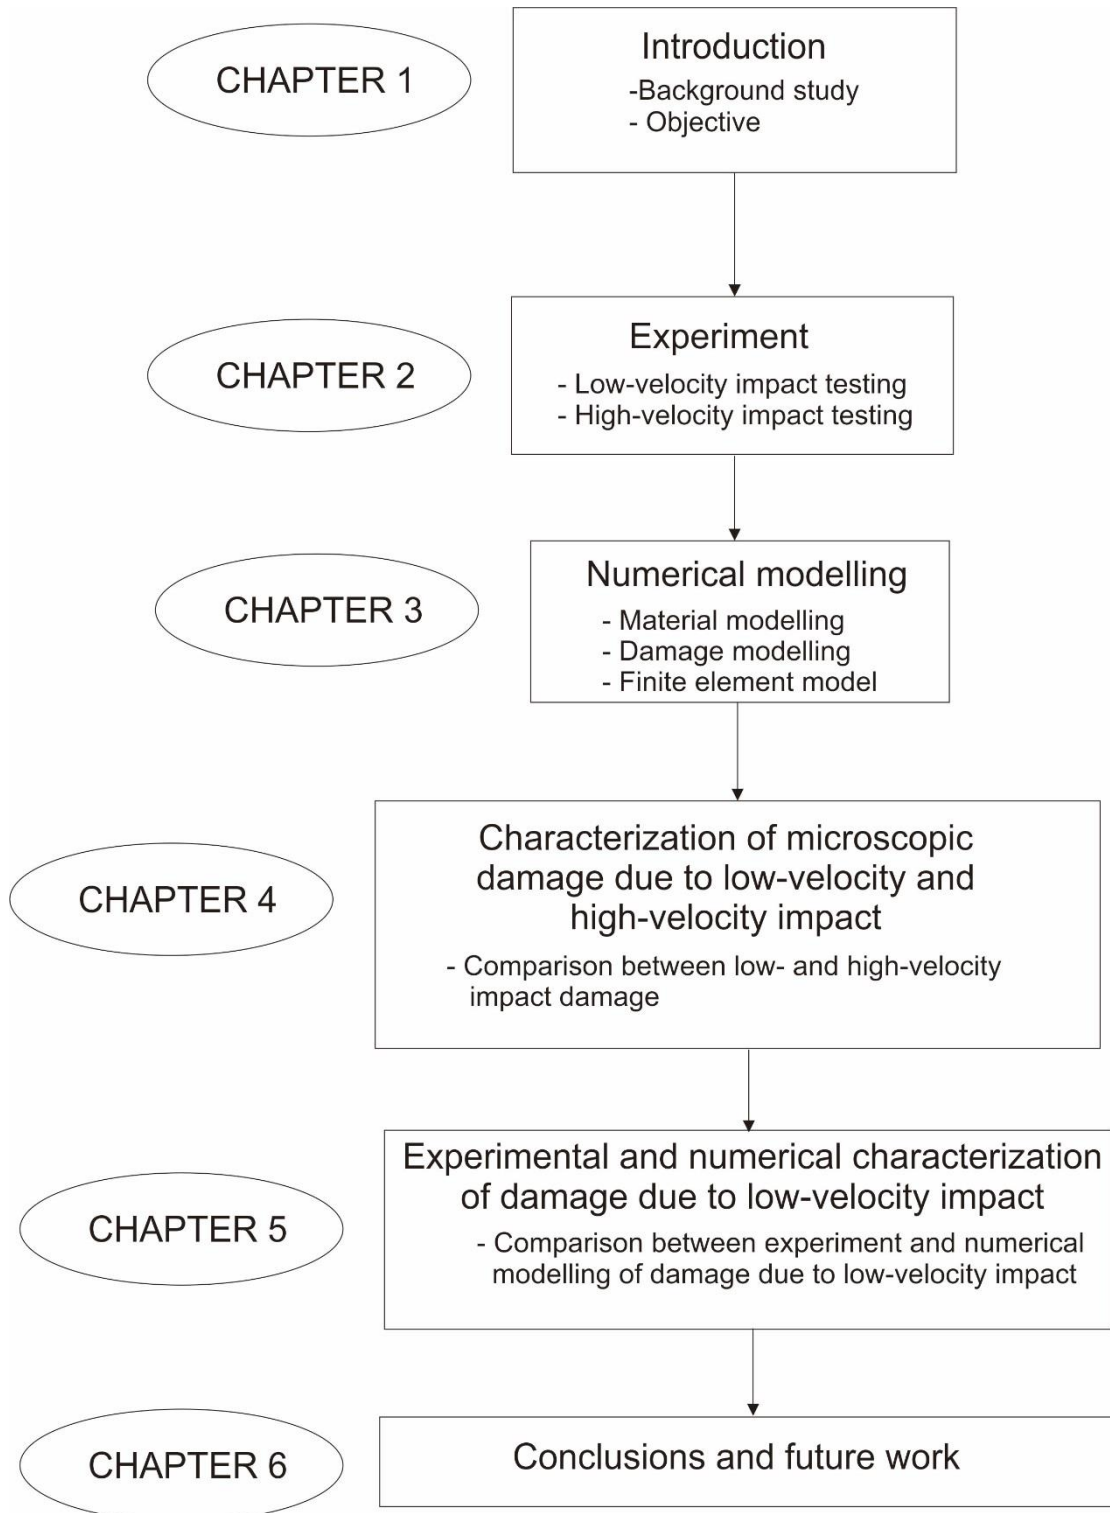 CHAPTER 1
Introduction
-Background study
- Objective
CHAPTER 2
Experiment
- Low-velocity impact testing
- High-velocity impact testing
CHAPTER 3
Numerical modelling
- Material modelling
- Damage modelling
- Finite element model
CHAPTER 4
Characterization of microscopic
damage due to low-velocity and
high-velocity impact
- Comparison between low- and high-velocity
impact damage
CHAPTER 5
Experimental and numerical characterization
of damage due to low-velocity impact
- Comparison between experiment and numerical
modelling of damage due to low-velocity impact
CHAPTER 6
Conclusions and future work